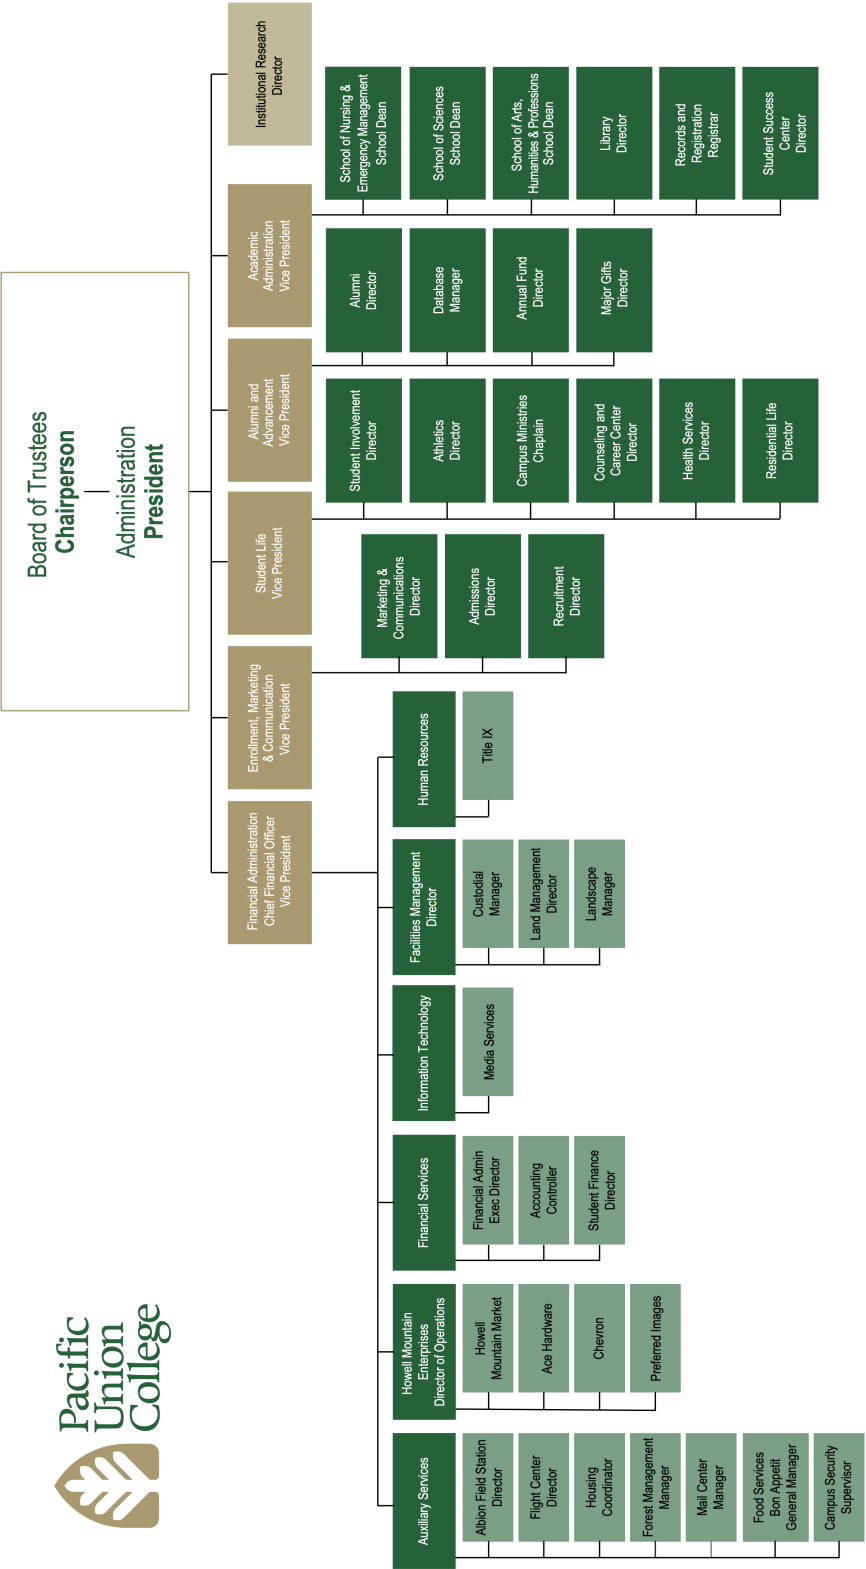 Pacific
Union
College
Board of Trustees
Chairperson
Administration
President
Financial Administration
Chief Financial Officer
Vice President
Enrollment, Marketing
& Communication
Vice President
Student Life
Vice President
Alumni and
Advancement
Vice President
Academic
Administration
Vice President
Institutional Research
Director
Auxiliary Services
Albion Field Station
Director
Flight Center
Director
Housing
Coordinator
Forest Management
Manager
Mail Center
Manager
Food Services
Bon Appetit
General Manager
Campus Security
Supervisor
Howell Mountain
Enterprises
Director of Operations
Howell
Mountain Market
Ace Hardware
Chevron
Preferred Images
Financial Services
Financial Admin
Exec Director
Accounting
Controller
Student Finance
Director
Information Technology
Media Services
Facilities Management
Director
Custodial
Manager
Land Management
Director
Landscape
Manager
Human Resources
Title IX
Marketing &
Communications
Director
Admissions
Director
Recruitment
Director
Student Involvement
Director
Athletics
Director
Campus Ministries
Chaplain
Counseling and
Career Center
Director
Health Services
Director
Residential Life
Director
Alumni
Director
Database
Manager
Annual Fund
Director
Major Gifts
Director
School of Nursing &
Emergency Management
School Dean
School of Sciences
School Dean
School of Arts,
Humanities & Professions
School Dean
Library
Director
Records and
Registration
Registrar
Student Success
Center
Director